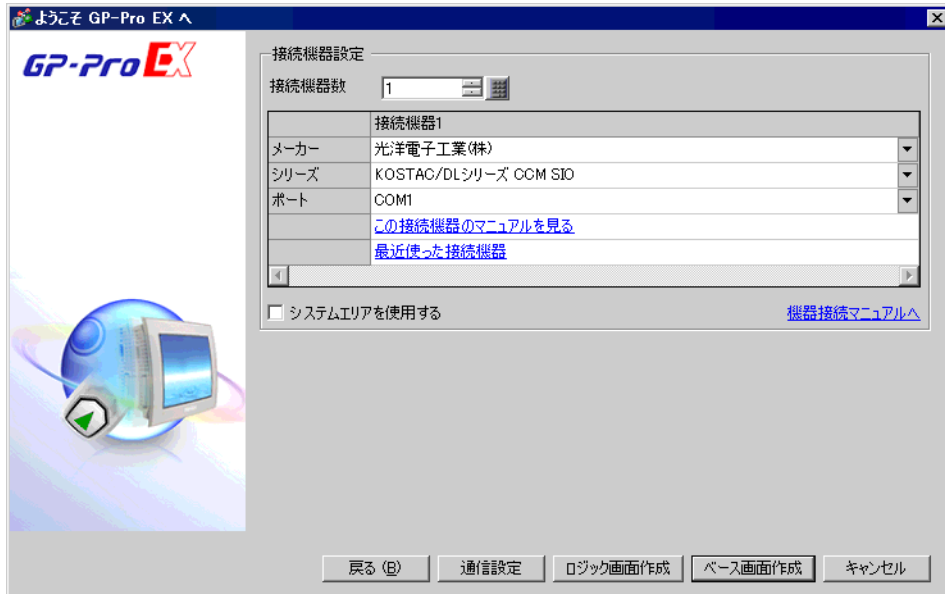 ようこそ GP-Pro EX へ
GP-Pro EX
接続機器設定
接続機器数 1
接続機器1
メーカー 光洋電子工業(株)
シリーズ KOSTAC/DLシリーズ CCM SIO
ポート COM1
この接続機器のマニュアルを見る
最近使った接続機器
システムエリアを使用する 機器接続マニュアルへ
戻る (B) 通信設定 ロジック画面作成 ベース画面作成 キャンセル